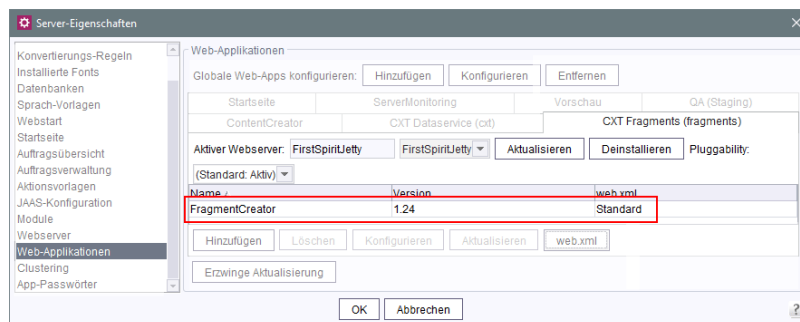 Server-Eigenschaften
Konvertierungs-Regeln
Installierte Fonts
Datenbanken
Sprach-Vorlagen
Webstart
Startseite
Auftragsübersicht
Auftragsverwaltung
Aktionsvorlagen
JAAS-Konfiguration
Module
Webserver
Web-Applikationen
Clustering
App-Passwörter
Web-Applikationen
Globale Web-Apps konfigurieren: Hinzufügen Konfigurieren Entfernen
Startseite ServerMonitoring Vorschau QA (Staging)
ContentCreator CXT Dataservice (cxt) CXT Fragments (fragments)
Aktiver Webserver: FirstSpiritJetty FirstSpiritJetty Aktualisieren Deinstallieren Pluggability:
(Standard: Aktiv)
Name Version web.xml
FragmentCreator 1.24 Standard
Hinzufügen Löschen Konfigurieren Aktualisieren web.xml
Erzwinge Aktualisierung
OK Abbrechen
?